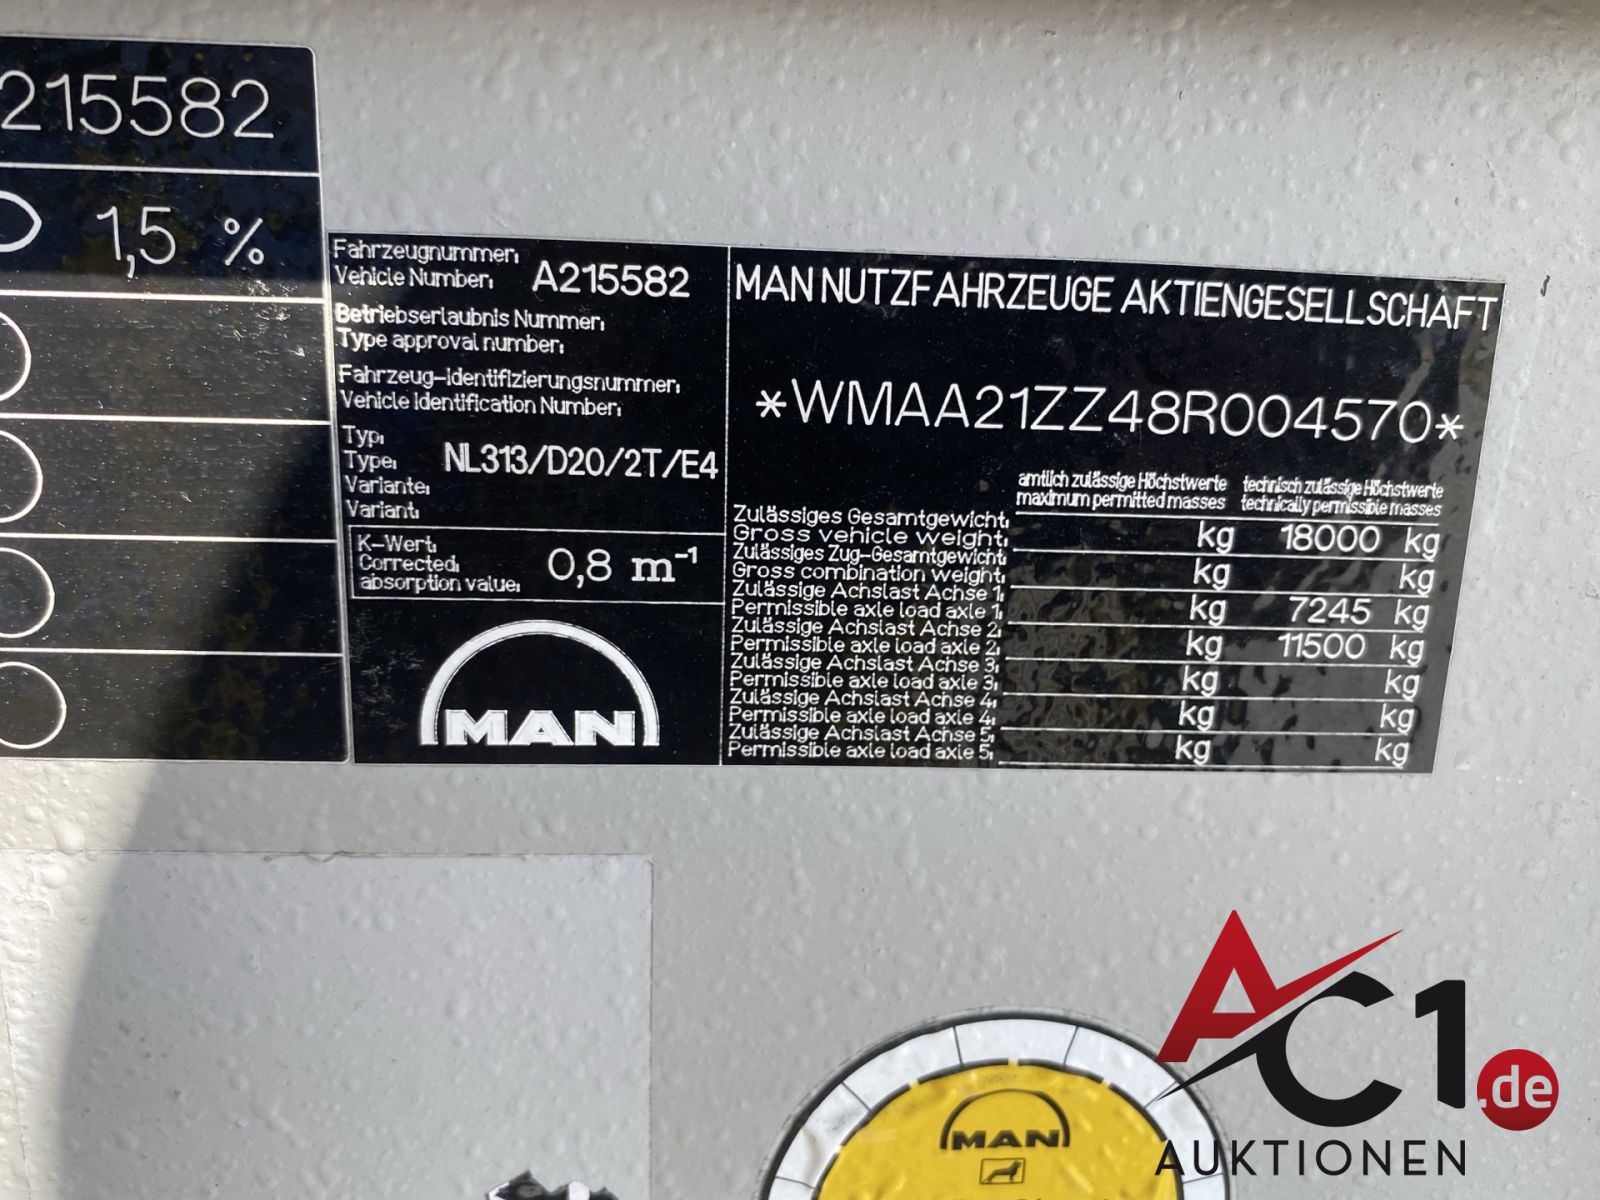 215582
1,5 %
Fahrzeugnummer:
Vehicle Number: A215582
Betriebserlaubnis Nummer:
Type approval number:
Fahrzeug-Identifizierungsnummer:
Vehicle Identification Number:
Typ:
Type: NL313/D20/2T/E4
Variante:
Variant:
K-Wert:
Corrected: 0,8 m⁻¹
absorption value:
MAN
MAN NUTZFAHRZEUGE AKTIENGESELLSCHAFT
*WMAA21ZZ48R004570*
amtlich zulässige Höchstwerte technisch zulässige Höchstwerte
maximum permitted masses technically permissible masses
Zulässiges Gesamtgewicht:
Gross vehicle weight: kg 18000 kg
Zulässiges Zug-Gesamtgewicht:
Gross combination weight: kg kg
Zulässige Achslast Achse 1:
Permissible axle load axle 1: kg 7245 kg
Zulässige Achslast Achse 2:
Permissible axle load axle 2: kg 11500 kg
Zulässige Achslast Achse 3:
Permissible axle load axle 3: kg kg
Zulässige Achslast Achse 4:
Permissible axle load axle 4: kg kg
Zulässige Achslast Achse 5:
Permissible axle load axle 5: kg kg
MAN
AC1.de
AUKTIONEN